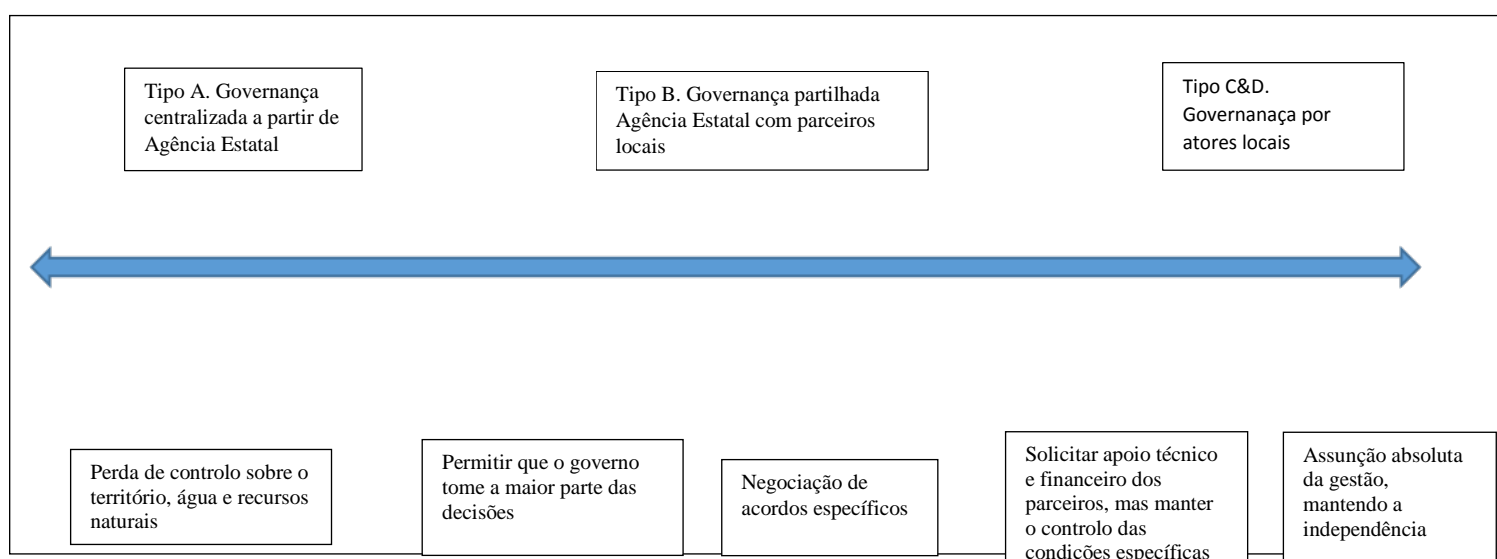 Tipo A. Governança
centralizada a partir de
Agência Estatal
Tipo B. Governança partilhada
Agência Estatal com parceiros
locais
Tipo C&D.
Governanaça por
atores locais
Perda de controlo sobre o
território, água e recursos
naturais
Permitir que o governo
tome a maior parte das
decisões
Negociação de
acordos específicos
Solicitar apoio técnico
e financeiro dos
parceiros, mas manter
o controlo das
condições específicas
Assunção absoluta
da gestão,
mantendo a
independência